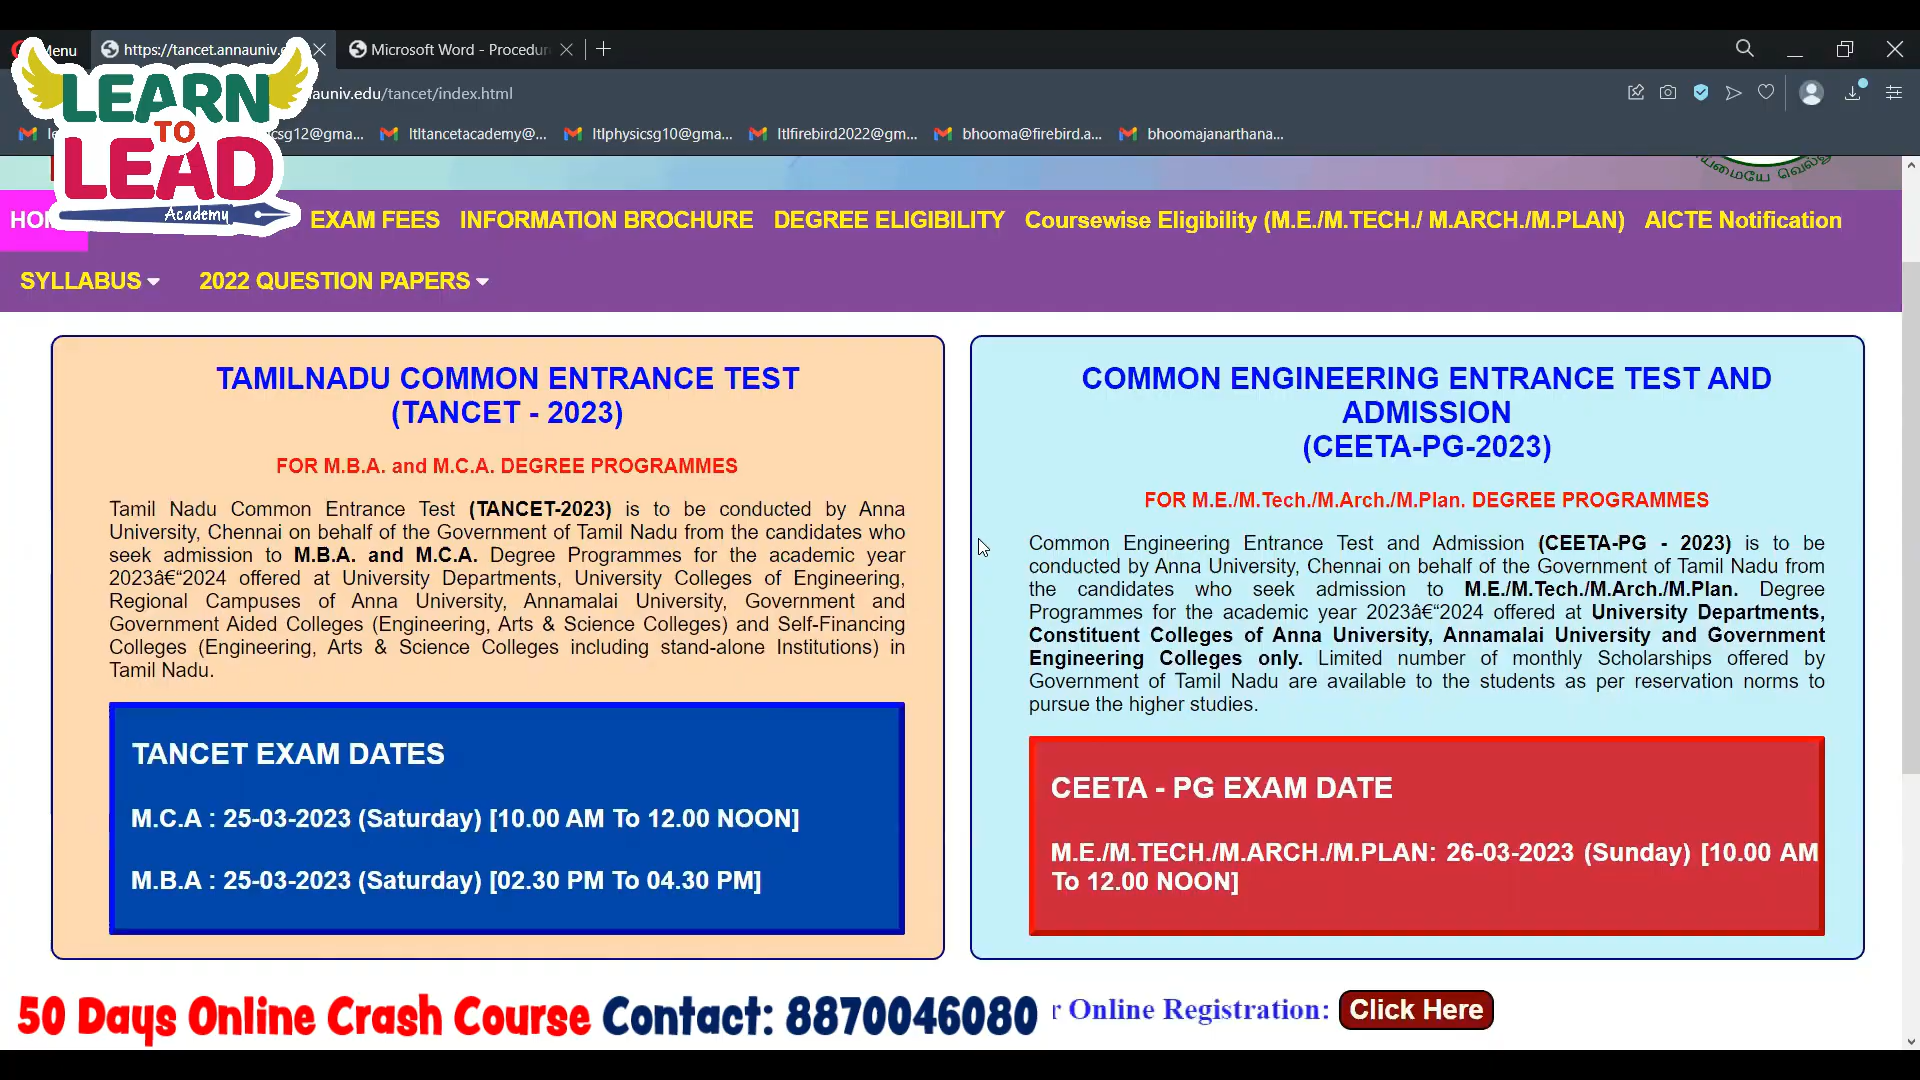 Menu
https://tancet.annauniv.e
Microsoft Word - Procedur
auniv.edu/tancet/index.html
csg12@gma...
ltltancetacademy@...
ltlphysicsg10@gma...
ltlfirebird2022@gm...
bhooma@firebird.a...
bhoomajanarthana...
LEARN
TO
LEAD
Academy
HO
EXAM FEES
INFORMATION BROCHURE
DEGREE ELIGIBILITY
Coursewise Eligibility (M.E./M.TECH./ M.ARCH./M.PLAN)
AICTE Notification
SYLLABUS
2022 QUESTION PAPERS
TAMILNADU COMMON ENTRANCE TEST
(TANCET - 2023)
FOR M.B.A. and M.C.A. DEGREE PROGRAMMES
Tamil Nadu Common Entrance Test (TANCET-2023) is to be conducted by Anna
University, Chennai on behalf of the Government of Tamil Nadu from the candidates who
seek admission to M.B.A. and M.C.A. Degree Programmes for the academic year
2023â€“2024 offered at University Departments, University Colleges of Engineering,
Regional Campuses of Anna University, Annamalai University, Government and
Government Aided Colleges (Engineering, Arts & Science Colleges) and Self-Financing
Colleges (Engineering, Arts & Science Colleges including stand-alone Institutions) in
Tamil Nadu.
TANCET EXAM DATES
M.C.A : 25-03-2023 (Saturday) [10.00 AM To 12.00 NOON]
M.B.A : 25-03-2023 (Saturday) [02.30 PM To 04.30 PM]
COMMON ENGINEERING ENTRANCE TEST AND
ADMISSION
(CEETA-PG-2023)
FOR M.E./M.Tech./M.Arch./M.Plan. DEGREE PROGRAMMES
Common Engineering Entrance Test and Admission (CEETA-PG - 2023) is to be
conducted by Anna University, Chennai on behalf of the Government of Tamil Nadu from
the candidates who seek admission to M.E./M.Tech./M.Arch./M.Plan. Degree
Programmes for the academic year 2023â€“2024 offered at University Departments,
Constituent Colleges of Anna University, Annamalai University and Government
Engineering Colleges only. Limited number of monthly Scholarships offered by
Government of Tamil Nadu are available to the students as per reservation norms to
pursue the higher studies.
CEETA - PG EXAM DATE
M.E./M.TECH./M.ARCH./M.PLAN: 26-03-2023 (Sunday) [10.00 AM
To 12.00 NOON]
50 Days Online Crash Course Contact: 8870046080
r Online Registration: Click Here